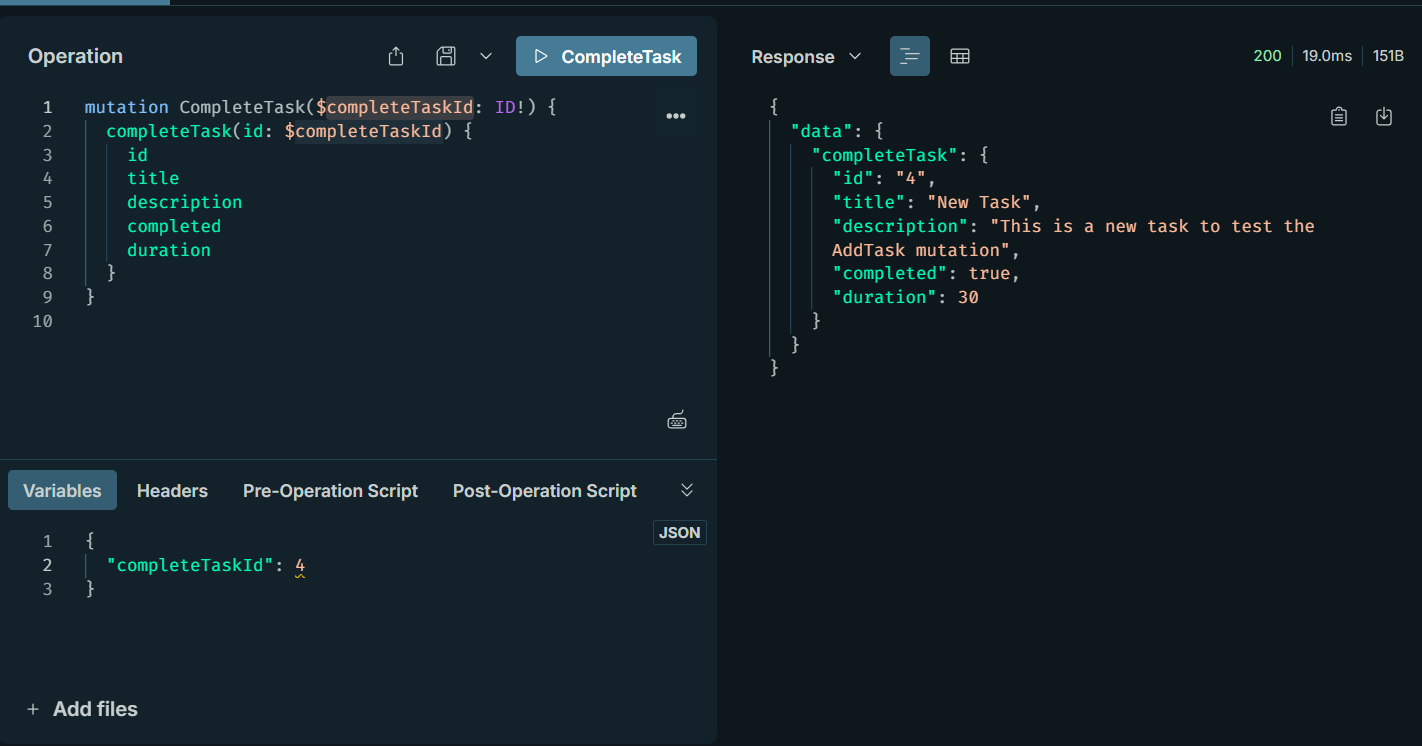 Operation
CompleteTask
1 mutation CompleteTask($completeTaskId: ID!) {
2 completeTask(id: $completeTaskId) {
3 id
4 title
5 description
6 completed
7 duration
8 }
9 }
10
Variables Headers Pre-Operation Script Post-Operation Script
JSON
1 {
2 "completeTaskId": 4
3 }
+ Add files
Response
200 19.0ms 151B
{
"data": {
"completeTask": {
"id": "4",
"title": "New Task",
"description": "This is a new task to test the
AddTask mutation",
"completed": true,
"duration": 30
}
}
}